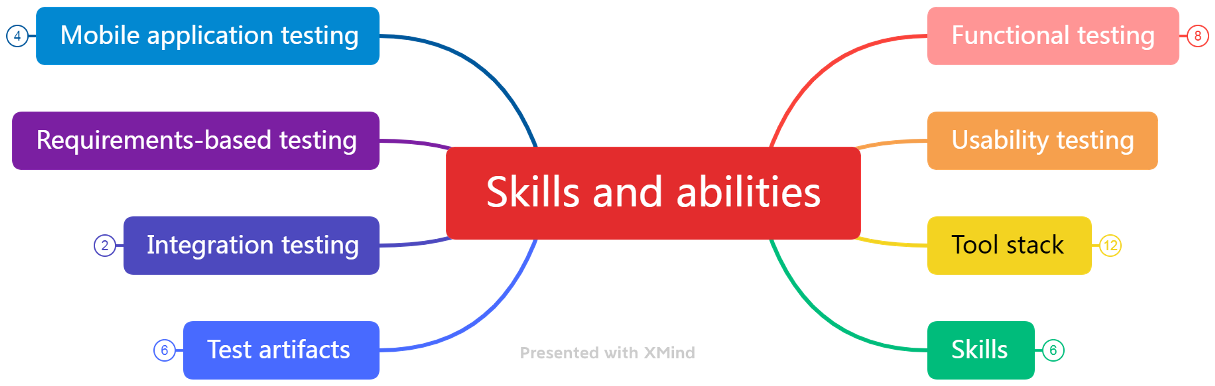 4
Mobile application testing
Functional testing
8
Requirements-based testing
Usability testing
Skills and abilities
2
Integration testing
Tool stack
12
6
Test artifacts
Presented with XMind
Skills
6